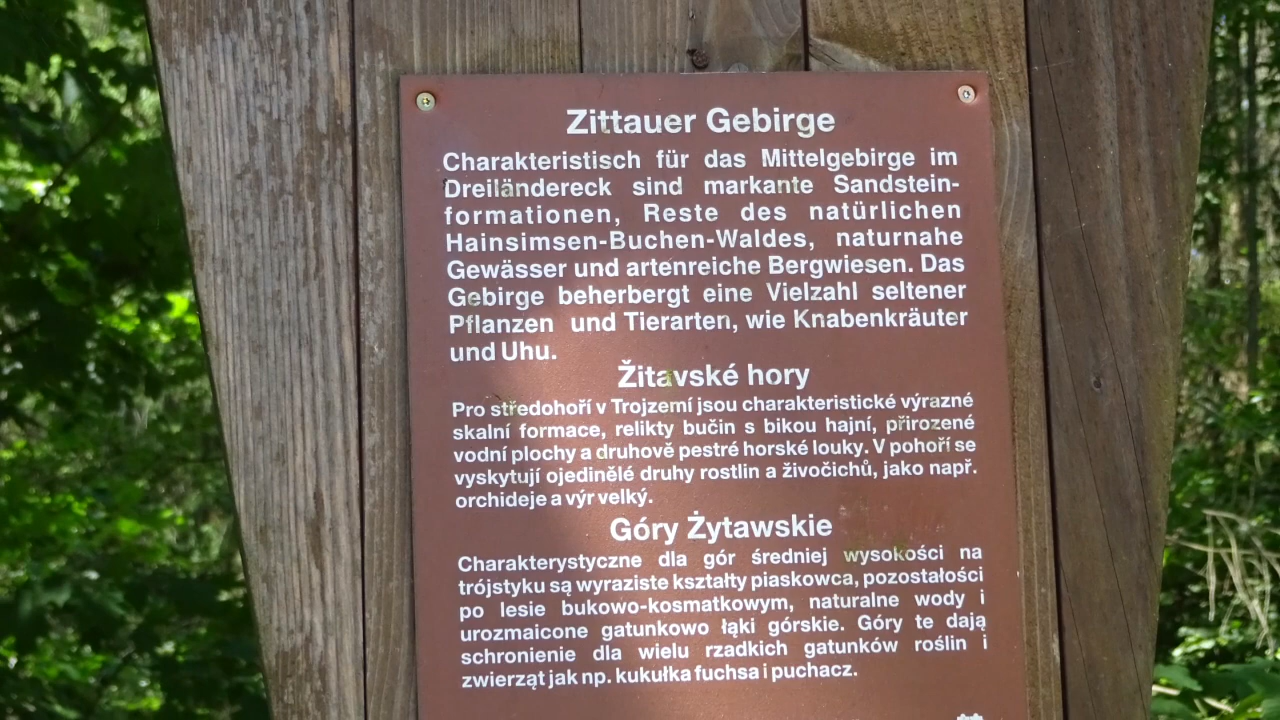 Zittauer Gebirge
Charakteristisch für das Mittelgebirge im
Dreiländereck sind markante Sandstein-
formationen, Reste des natürlichen
Hainsimsen-Buchen-Waldes, naturnahe
Gewässer und artenreiche Bergwiesen. Das
Gebirge beherbergt eine Vielzahl seltener
Pflanzen und Tierarten, wie Knabenkräuter
und Uhu.
Žitavské hory
Pro středohoří v Trojzemí jsou charakteristické výrazné
skalní formace, relikty bučin s bikou hajní, přirozené
vodní plochy a druhově pestré horské louky. V pohoří se
vyskytují ojedinělé druhy rostlin a živočichů, jako např.
orchideje a výr velký.
Góry Żytawskie
Charakterystyczne dla gór średniej wysokości na
trójstyku są wyraziste kształty piaskowca, pozostałości
po lesie bukowo-kosmatkowym, naturalne wody i
urozmaicone gatunkowo łąki górskie. Góry te dają
schronienie dla wielu rzadkich gatunków roślin i
zwierząt jak np. kukułka fuchsa i puchacz.